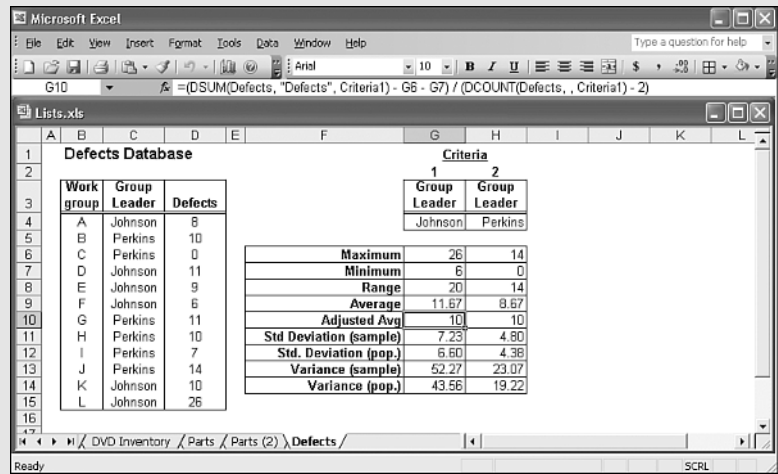 Microsoft Excel
File Edit View Insert Format Tools Data Window Help Type a question for help
Arial 10 B I U $ ,
G10 fx =(DSUM(Defects, "Defects", Criteria1) - G6 - G7) / (DCOUNT(Defects, , Criteria1) - 2)
Lists.xls
A B C D E F G H I J K L
1 Defects Database Criteria
2 1 2
Work Group Group Group
3 group Leader Defects Leader Leader
4 A Johnson 8 Johnson Perkins
5 B Perkins 10
6 C Perkins 0 Maximum 26 14
7 D Johnson 11 Minimum 6 0
8 E Johnson 9 Range 20 14
9 F Johnson 6 Average 11.67 8.67
10 G Perkins 11 Adjusted Avg 10 10
11 H Perkins 10 Std Deviation (sample) 7.23 4.80
12 I Perkins 7 Std. Deviation (pop.) 6.60 4.38
13 J Perkins 14 Variance (sample) 52.27 23.07
14 K Johnson 10 Variance (pop.) 43.56 19.22
15 L Johnson 26
16
17
DVD Inventory / Parts / Parts (2) \ Defects /
Ready SCRL